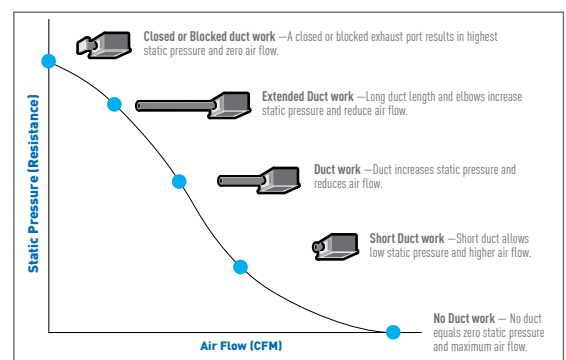 Closed or Blocked duct work —A closed or blocked exhaust port results in highest
static pressure and zero air flow.
Extended Duct work —Long duct length and elbows increase
static pressure and reduce air flow.
Duct work —Duct increases static pressure and
reduces air flow.
Short Duct work —Short duct allows
low static pressure and higher air flow.
No Duct work — No duct
equals zero static pressure
and maximum air flow.
Static Pressure (Resistance)
Air Flow (CFM)